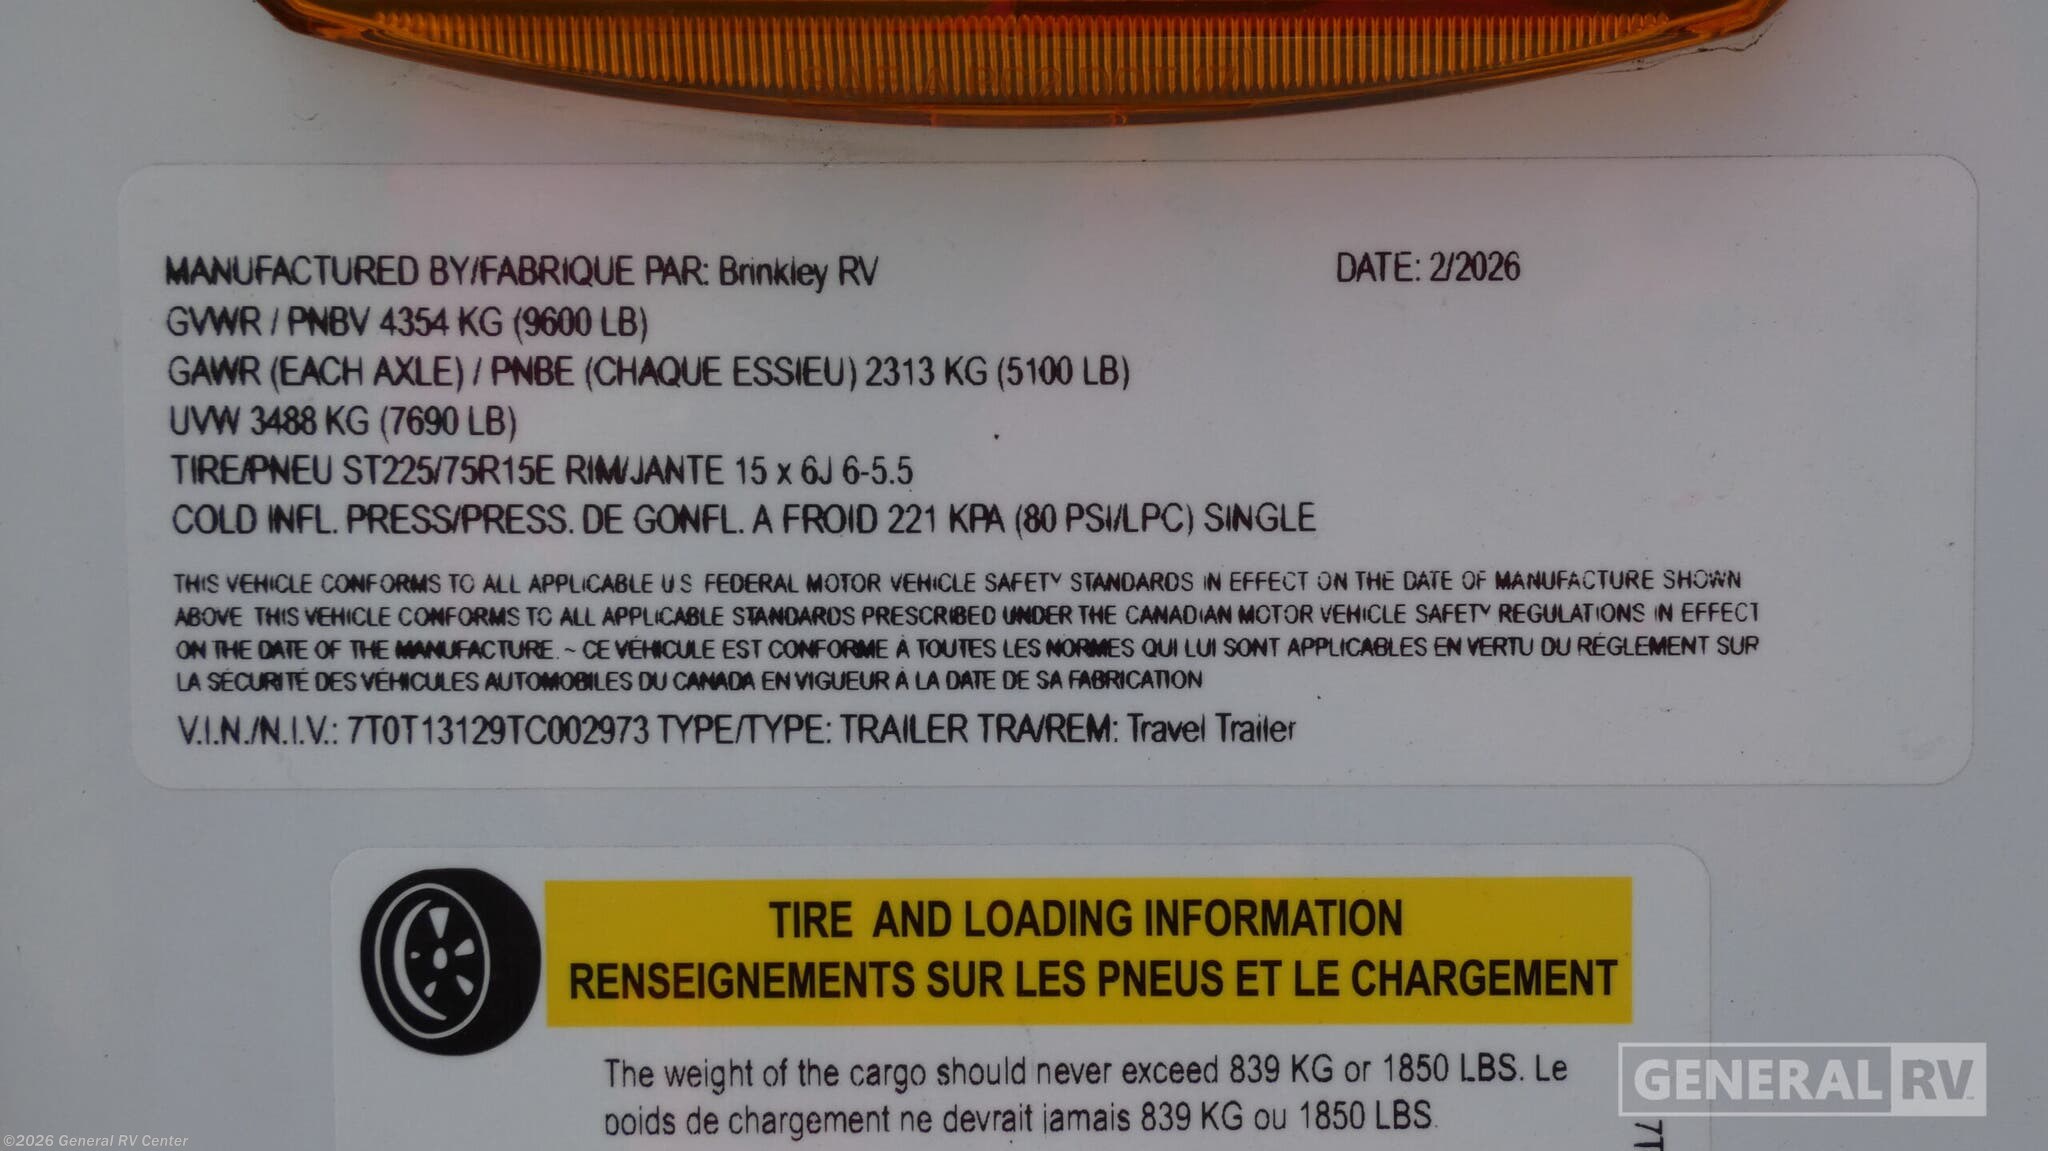 MANUFACTURED BY/FABRIQUE PAR: Brinkley RV DATE: 2/2026
GVWR / PNBV 4354 KG (9600 LB)
GAWR (EACH AXLE) / PNBE (CHAQUE ESSIEU) 2313 KG (5100 LB)
UVW 3488 KG (7690 LB)
TIRE/PNEU ST225/75R15E RIM/JANTE 15 x 6J 6-5.5
COLD INFL. PRESS/PRESS. DE GONFL. A FROID 221 KPA (80 PSI/LPC) SINGLE
THIS VEHICLE CONFORMS TO ALL APPLICABLE U S FEDERAL MOTOR VEHICLE SAFETY STANDARDS IN EFFECT ON THE DATE OF MANUFACTURE SHOWN
ABOVE THIS VEHICLE CONFORMS TO ALL APPLICABLE STANDARDS PRESCRIBED UNDER THE CANADIAN MOTOR VEHICLE SAFETY REGULATIONS IN EFFECT
ON THE DATE OF THE MANUFACTURE. ~ CE VÉHICULE EST CONFORME À TOUTES LES NORMES QUI LUI SONT APPLICABLES EN VERTU DU RÉGLEMENT SUR
LA SÉCURITÉ DES VÉHICULES AUTOMOBILES DU CANADA EN VIGUEUR À LA DATE DE SA FABRICATION
V.I.N./N.I.V.: 7T0T13129TC002973 TYPE/TYPE: TRAILER TRA/REM: Travel Trailer
TIRE AND LOADING INFORMATION
RENSEIGNEMENTS SUR LES PNEUS ET LE CHARGEMENT
The weight of the cargo should never exceed 839 KG or 1850 LBS. Le
poids de chargement ne devrait jamais 839 KG ou 1850 LBS.
7T
GENERAL RV
©2026 General RV Center